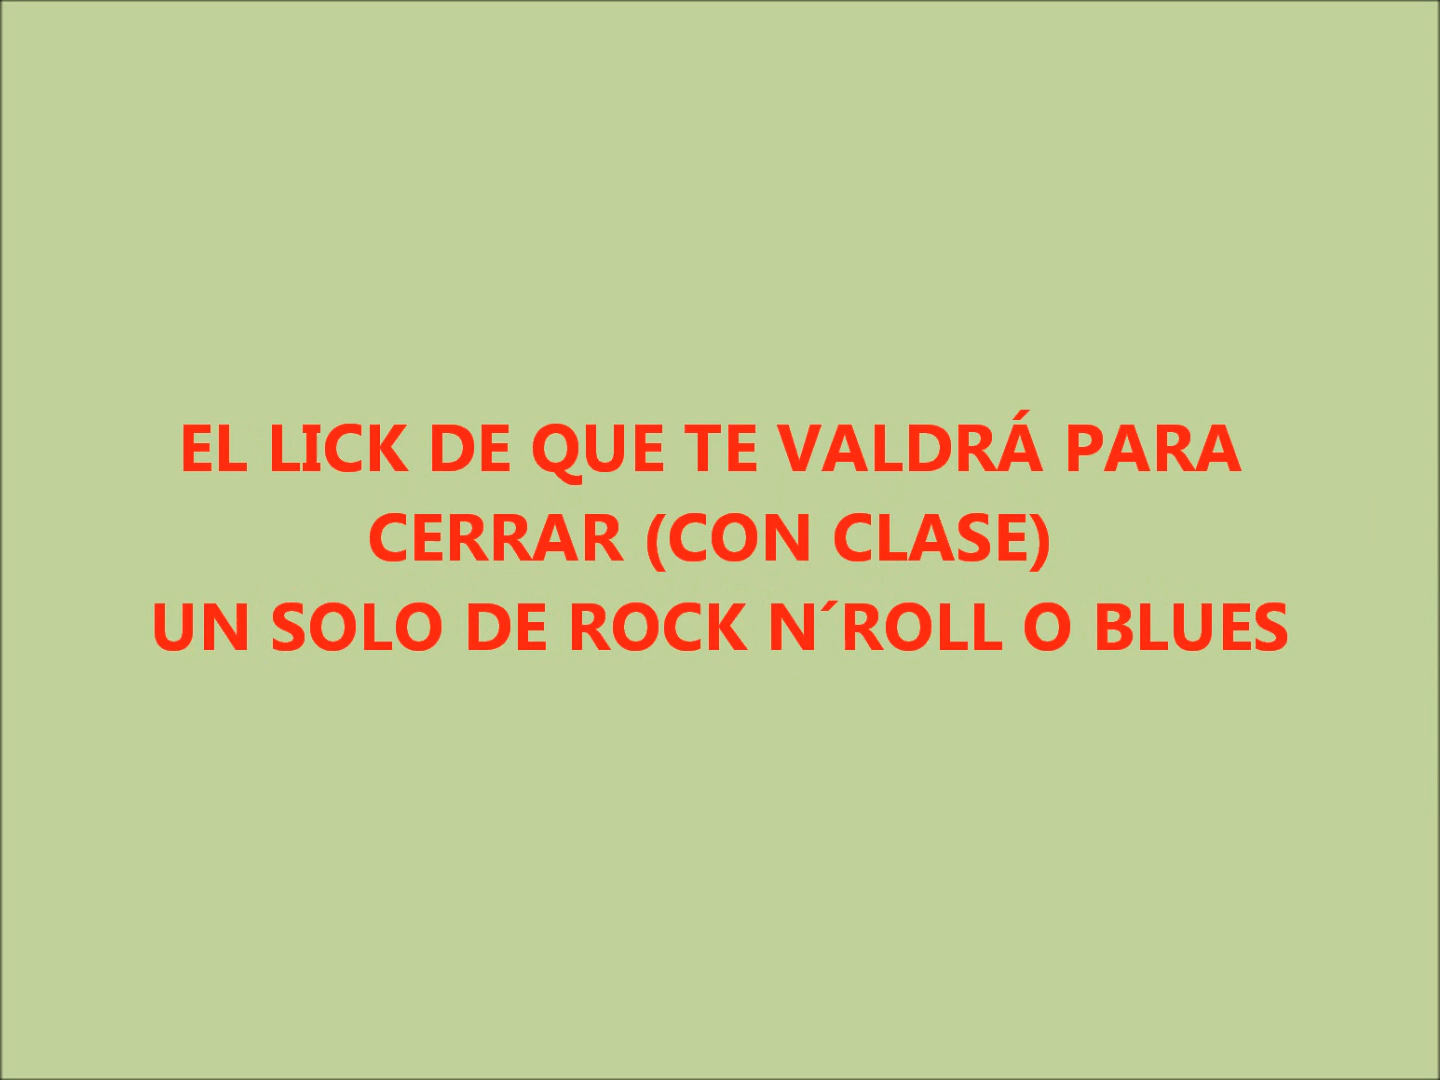 EL LICK DE QUE TE VALDRÁ PARA
CERRAR (CON CLASE)
UN SOLO DE ROCK N´ROLL O BLUES